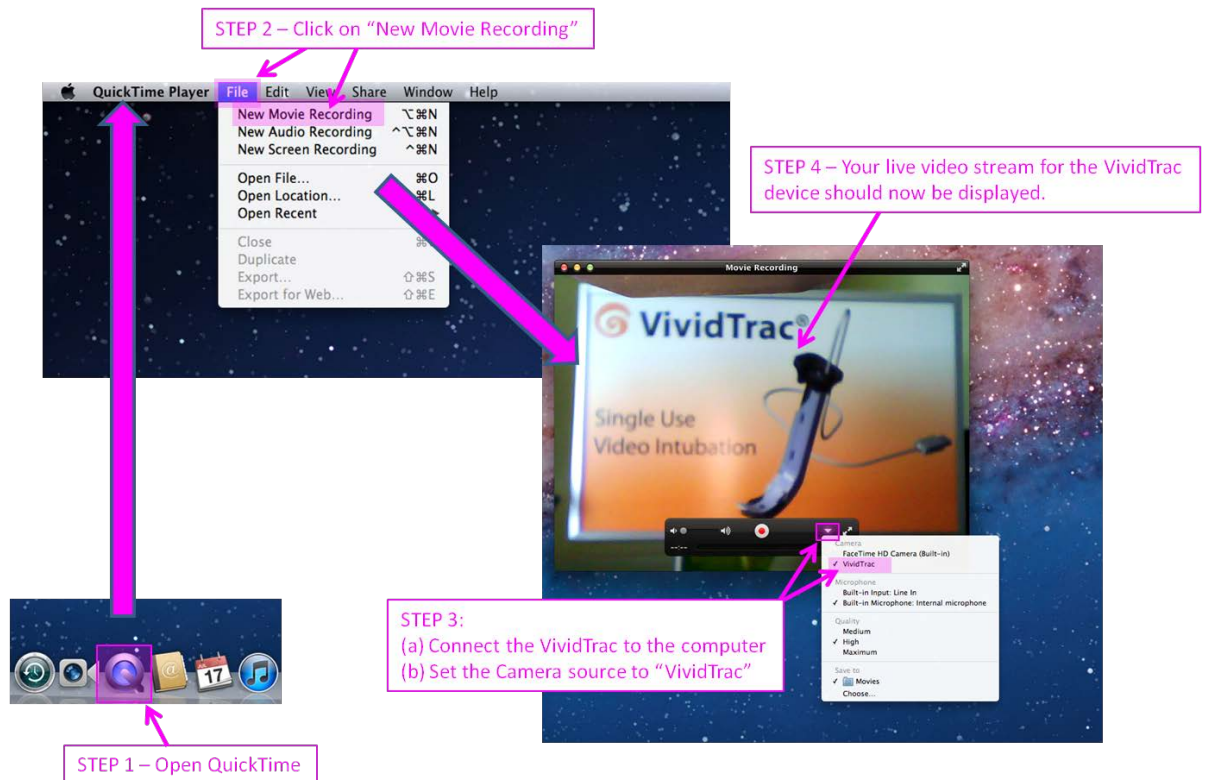 STEP 2 – Click on “New Movie Recording”
QuickTime Player File Edit View Share Window Help
New Movie Recording ⌥⌘N
New Audio Recording ^⌥⌘N
New Screen Recording ^⌘N
Open File... ⌘O
Open Location... ⌘L
Open Recent
Close
Duplicate
Export... ⇧⌘S
Export for Web... ⇧⌘E
STEP 4 – Your live video stream for the VividTrac
device should now be displayed.
Movie Recording
VividTrac®
Single Use
Video Intubation
--:--
Camera
FaceTime HD Camera (Built-in)
✓ VividTrac
Microphone
Built-in Input: Line In
✓ Built-in Microphone: Internal microphone
Quality
Medium
✓ High
Maximum
Save to
✓ Movies
Choose...
STEP 3:
(a) Connect the VividTrac to the computer
(b) Set the Camera source to “VividTrac”
@
17
STEP 1 – Open QuickTime